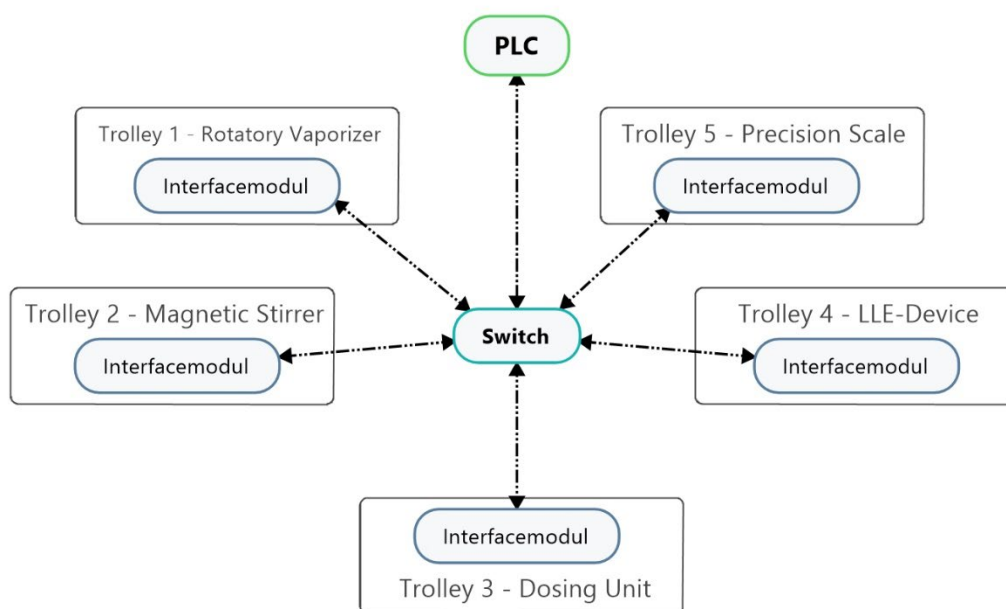 PLC
Trolley 1 - Rotatory Vaporizer
Interfacemodul
Trolley 5 - Precision Scale
Interfacemodul
Trolley 2 - Magnetic Stirrer
Interfacemodul
Switch
Trolley 4 - LLE-Device
Interfacemodul
Interfacemodul
Trolley 3 - Dosing Unit